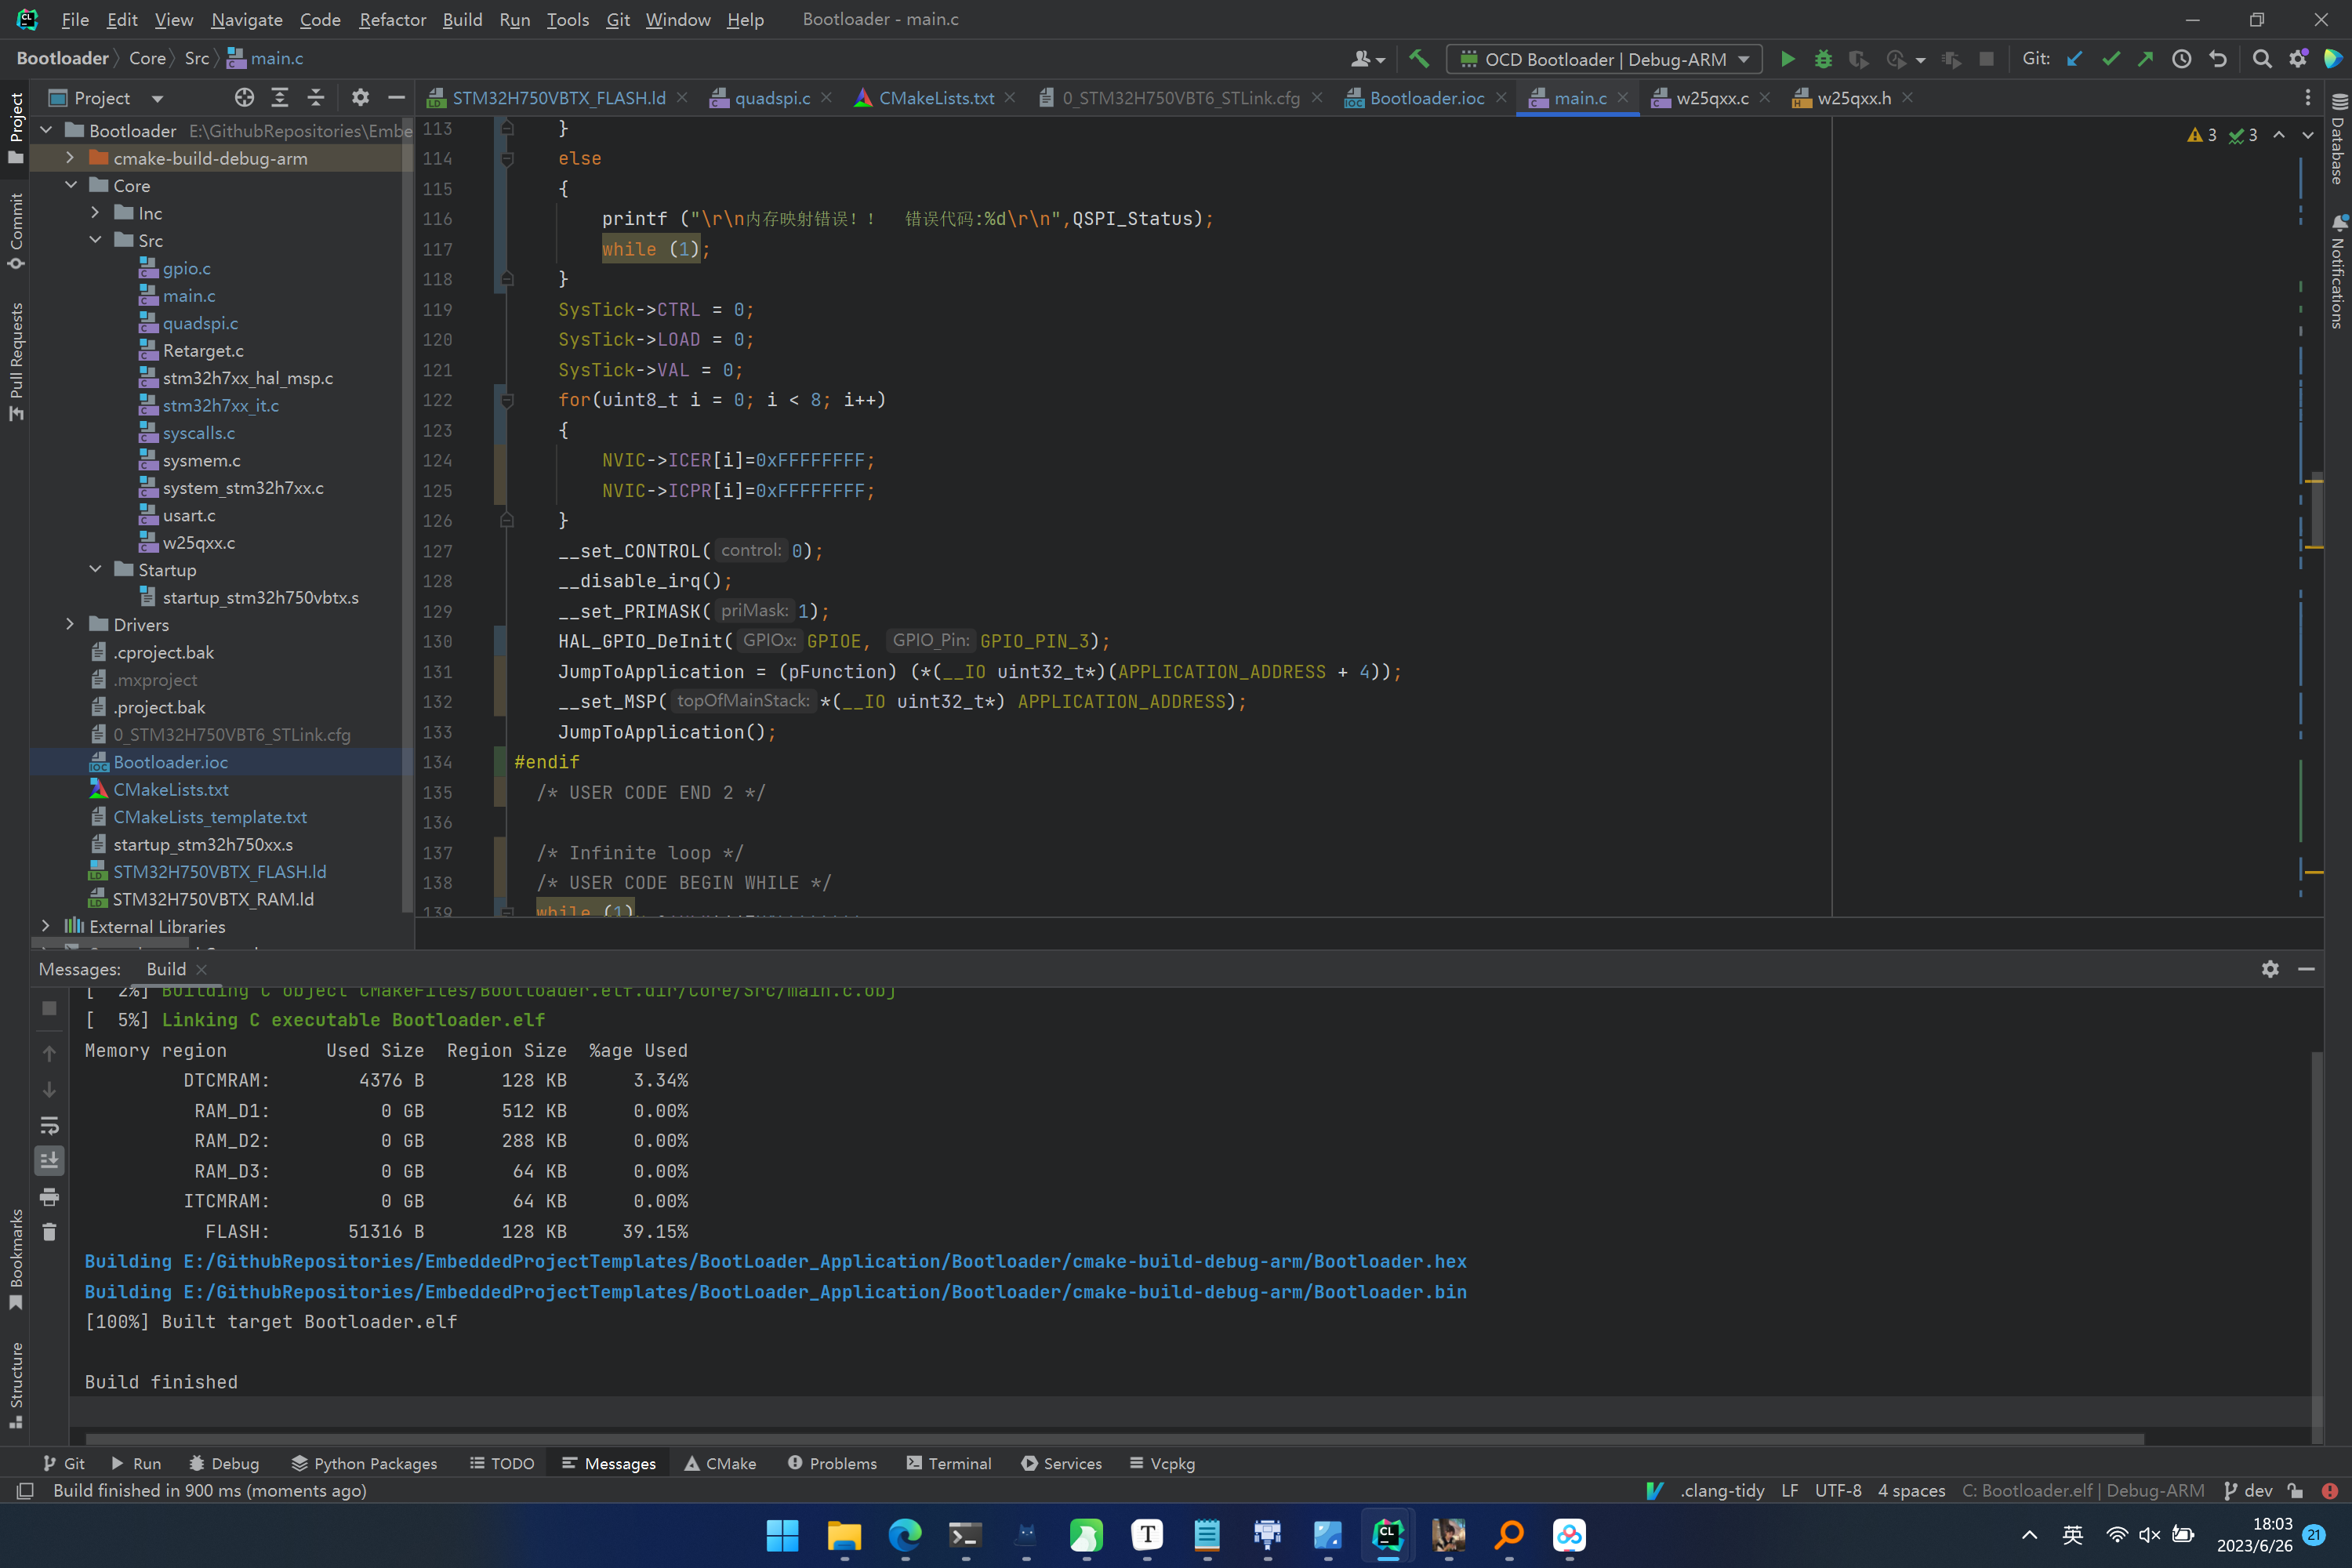 File Edit View Navigate Code Refactor Build Run Tools Git Window Help Bootloader - main.c
Bootloader Core Src main.c OCD Bootloader | Debug-ARM Git:
Project
STM32H750VBTX_FLASH.ld quadspi.c CMakeLists.txt 0_STM32H750VBT6_STLink.cfg Bootloader.ioc main.c w25qxx.c w25qxx.h
Project
Commit
Pull Requests
Bookmarks
Structure
Bootloader E:\GithubRepositories\Embe
cmake-build-debug-arm
Core
Inc
Src
gpio.c
main.c
quadspi.c
Retarget.c
stm32h7xx_hal_msp.c
stm32h7xx_it.c
syscalls.c
sysmem.c
system_stm32h7xx.c
usart.c
w25qxx.c
Startup
startup_stm32h750vbtx.s
Drivers
.cproject.bak
.mxproject
.project.bak
0_STM32H750VBT6_STLink.cfg
Bootloader.ioc
CMakeLists.txt
CMakeLists_template.txt
startup_stm32h750xx.s
STM32H750VBTX_FLASH.ld
STM32H750VBTX_RAM.ld
External Libraries
3 3
113 }
114 else
115 {
116 printf ("\r\n内存映射错误！！ 错误代码:%d\r\n",QSPI_Status);
117 while (1);
118 }
119 SysTick->CTRL = 0;
120 SysTick->LOAD = 0;
121 SysTick->VAL = 0;
122 for(uint8_t i = 0; i < 8; i++)
123 {
124 NVIC->ICER[i]=0xFFFFFFFF;
125 NVIC->ICPR[i]=0xFFFFFFFF;
126 }
127 __set_CONTROL( control: 0);
128 __disable_irq();
129 __set_PRIMASK( priMask: 1);
130 HAL_GPIO_DeInit( GPIOx: GPIOE, GPIO_Pin: GPIO_PIN_3);
131 JumpToApplication = (pFunction) (*(__IO uint32_t*)(APPLICATION_ADDRESS + 4));
132 __set_MSP( topOfMainStack: *(__IO uint32_t*) APPLICATION_ADDRESS);
133 JumpToApplication();
134 #endif
135 /* USER CODE END 2 */
136
137 /* Infinite loop */
138 /* USER CODE BEGIN WHILE */
139 while (1)
Database
Notifications
Messages: Build
[ 2%] Building C object CMakeFiles/Bootloader.elf.dir/Core/Src/main.c.obj
[ 5%] Linking C executable Bootloader.elf
Memory region Used Size Region Size %age Used
DTCMRAM: 4376 B 128 KB 3.34%
RAM_D1: 0 GB 512 KB 0.00%
RAM_D2: 0 GB 288 KB 0.00%
RAM_D3: 0 GB 64 KB 0.00%
ITCMRAM: 0 GB 64 KB 0.00%
FLASH: 51316 B 128 KB 39.15%
Building E:/GithubRepositories/EmbeddedProjectTemplates/BootLoader_Application/Bootloader/cmake-build-debug-arm/Bootloader.hex
Building E:/GithubRepositories/EmbeddedProjectTemplates/BootLoader_Application/Bootloader/cmake-build-debug-arm/Bootloader.bin
[100%] Built target Bootloader.elf
Build finished
Git Run Debug Python Packages TODO Messages CMake Problems Terminal Services Vcpkg
Build finished in 900 ms (moments ago) .clang-tidy LF UTF-8 4 spaces C: Bootloader.elf | Debug-ARM dev
英 18:03
2023/6/26 21